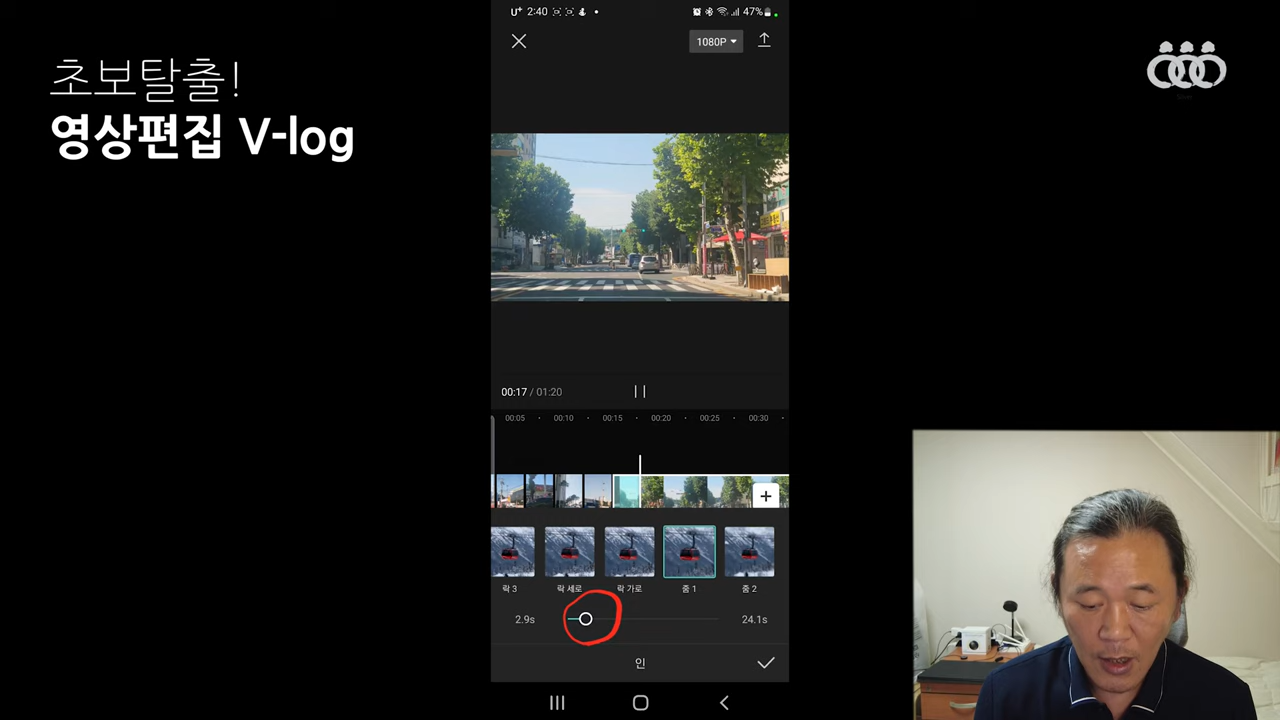 초보탈출!
영상편집 V-log
U+ 2:40
47%
1080P
00:17 / 01:20
00:05 00:10 00:15 00:20 00:25 00:30
락 3 락 세로 락 가로 줌 1 줌 2
2.9s 24.1s
인